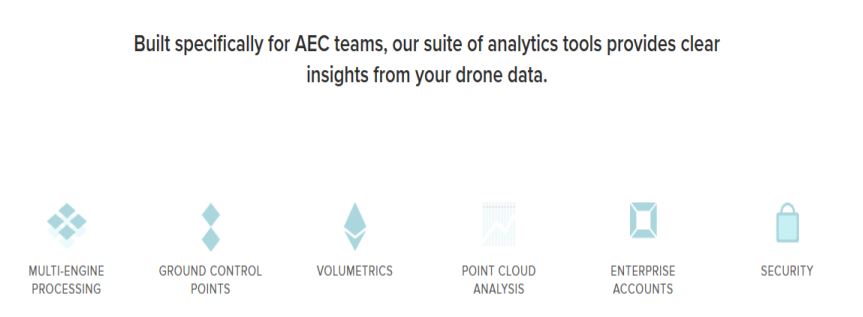 Built specifically for AEC teams, our suite of analytics tools provides clear
insights from your drone data.
MULTI-ENGINE
PROCESSING
GROUND CONTROL
POINTS
VOLUMETRICS
POINT CLOUD
ANALYSIS
ENTERPRISE
ACCOUNTS
SECURITY